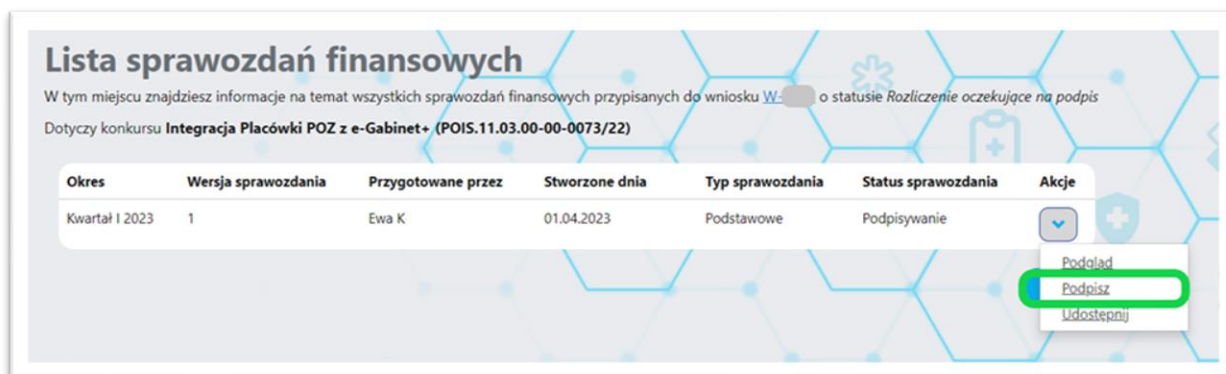 Lista sprawozdań finansowych
W tym miejscu znajdziesz informacje na temat wszystkich sprawozdań finansowych przypisanych do wniosku W- o statusie Rozliczenie oczekujące na podpis
Dotyczy konkursu Integracja Placówki POZ z e-Gabinet+ (POIS.11.03.00-00-0073/22)
Okres Wersja sprawozdania Przygotowane przez Stworzone dnia Typ sprawozdania Status sprawozdania Akcje
Kwartał I 2023 1 Ewa K 01.04.2023 Podstawowe Podpisywanie
Podgląd
Podpisz
Udostępnij